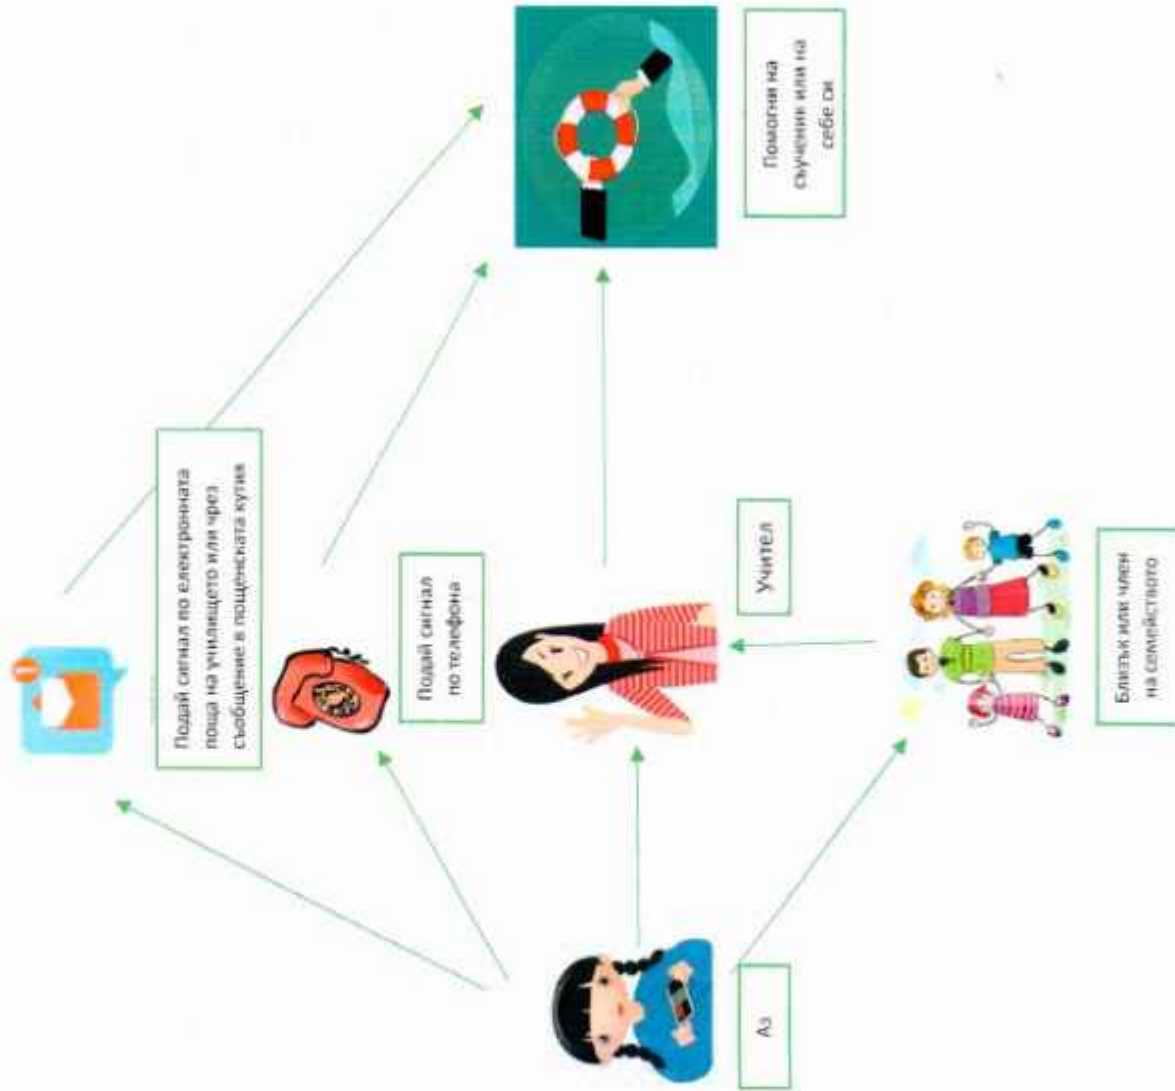 Подай сигнал по електронната
поща на училището или чрез
съобщение в пощенската кутия
Подай сигнал
по телефона
Аз
Учител
Помогни на
съученик или на
себе си
Близък или член
на семейството